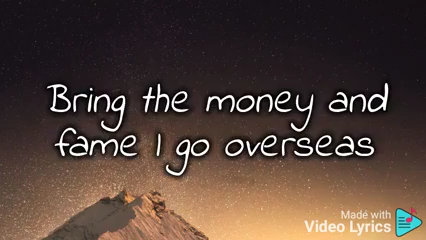 Bring the money and
fame I go overseas
Made with
Video Lyrics